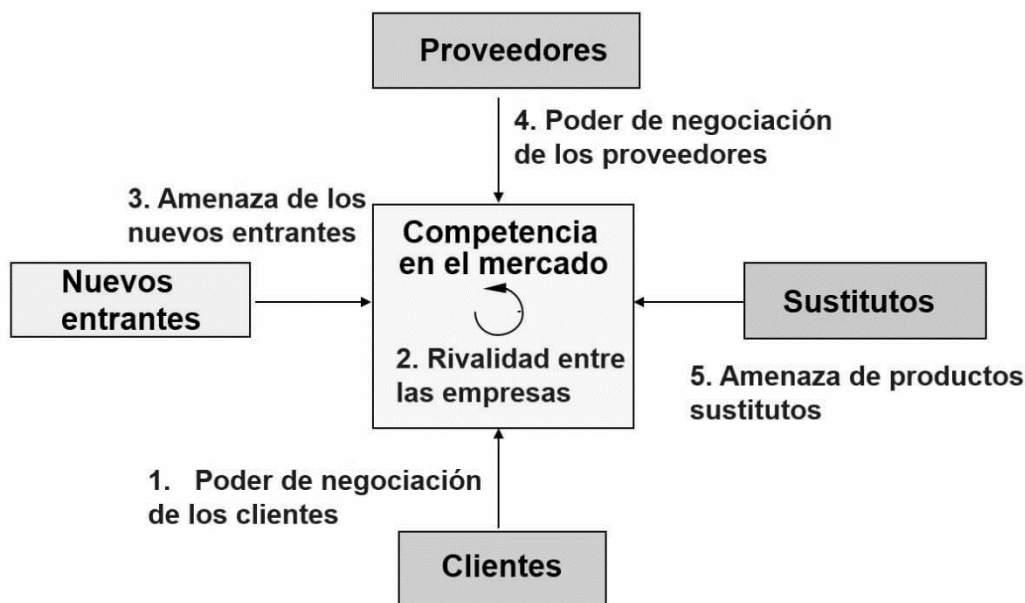 Proveedores
4. Poder de negociación
de los proveedores
3. Amenaza de los
nuevos entrantes
Competencia
en el mercado
Nuevos
entrantes
Sustitutos
2. Rivalidad entre
las empresas
5. Amenaza de productos
sustitutos
1. Poder de negociación
de los clientes
Clientes